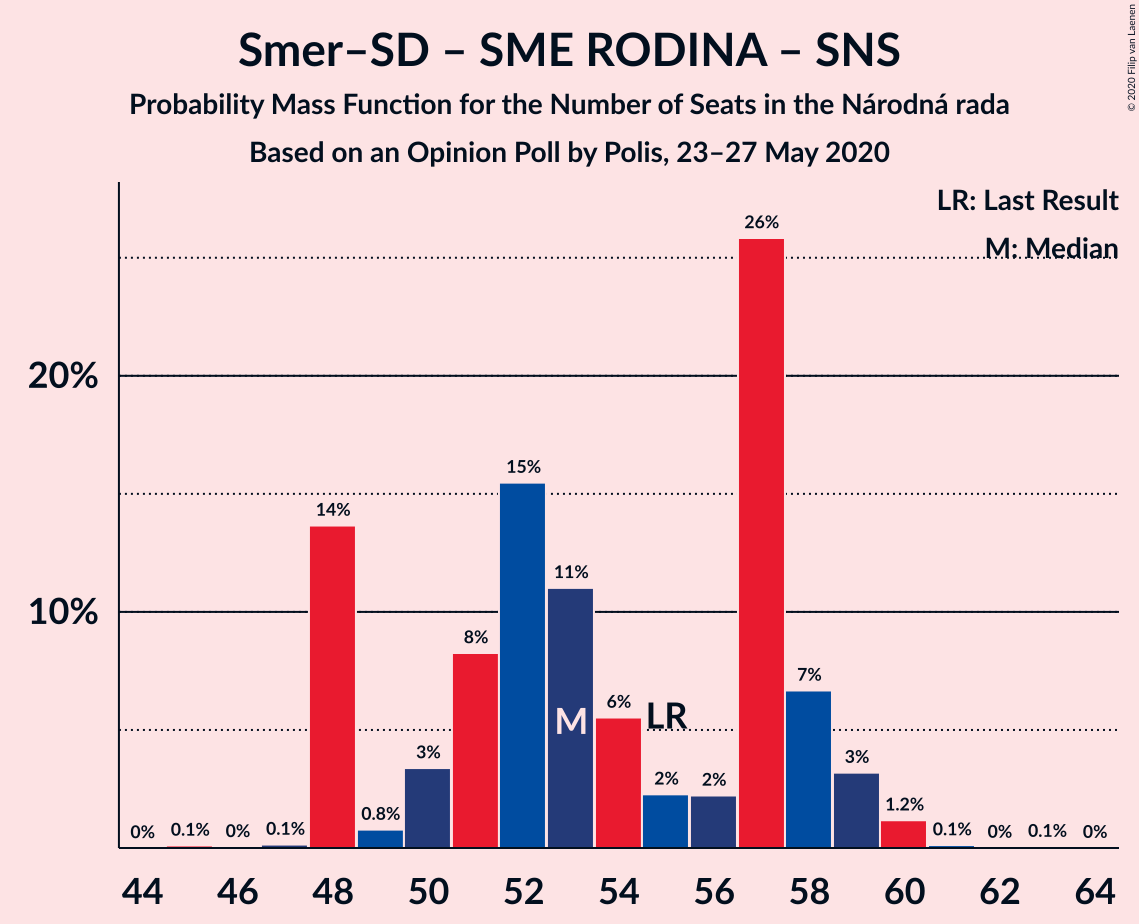 Smer–SD – SME RODINA – SNS
Probability Mass Function for the Number of Seats in the Národná rada
Based on an Opinion Poll by Polis, 23–27 May 2020
© 2020 Filip van Laenen
LR: Last Result
M: Median
20%
10%
0%
0.1%
0%
0.1%
14%
0.8%
3%
8%
15%
11%
6%
2%
2%
26%
7%
3%
1.2%
0.1%
0%
0.1%
0%
M
LR
44 46 48 50 52 54 56 58 60 62 64